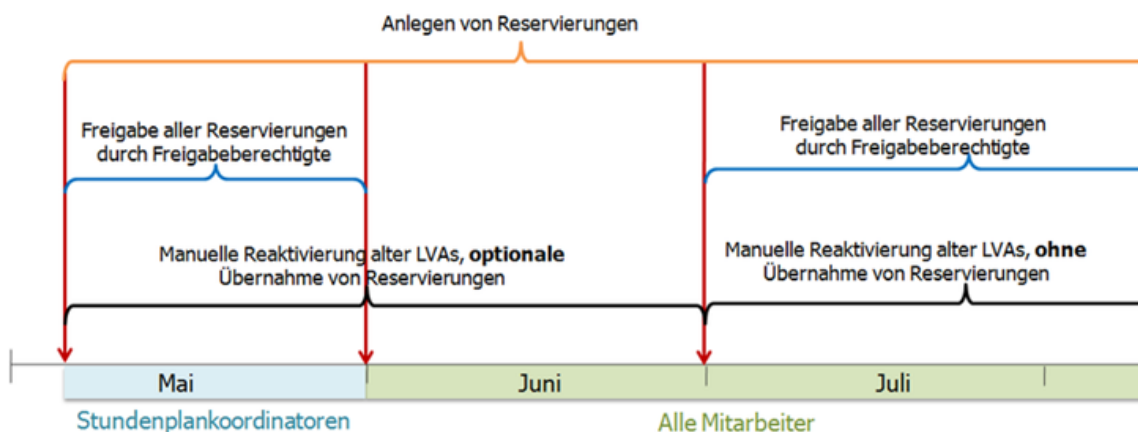 Anlegen von Reservierungen
Freigabe aller Reservierungen
durch Freigabeberechtigte
Freigabe aller Reservierungen
durch Freigabeberechtigte
Manuelle Reaktivierung alter LVAs, optionale
Übernahme von Reservierungen
Manuelle Reaktivierung alter LVAs, ohne
Übernahme von Reservierungen
Mai
Juni
Juli
Stundenplankoordinatoren
Alle Mitarbeiter